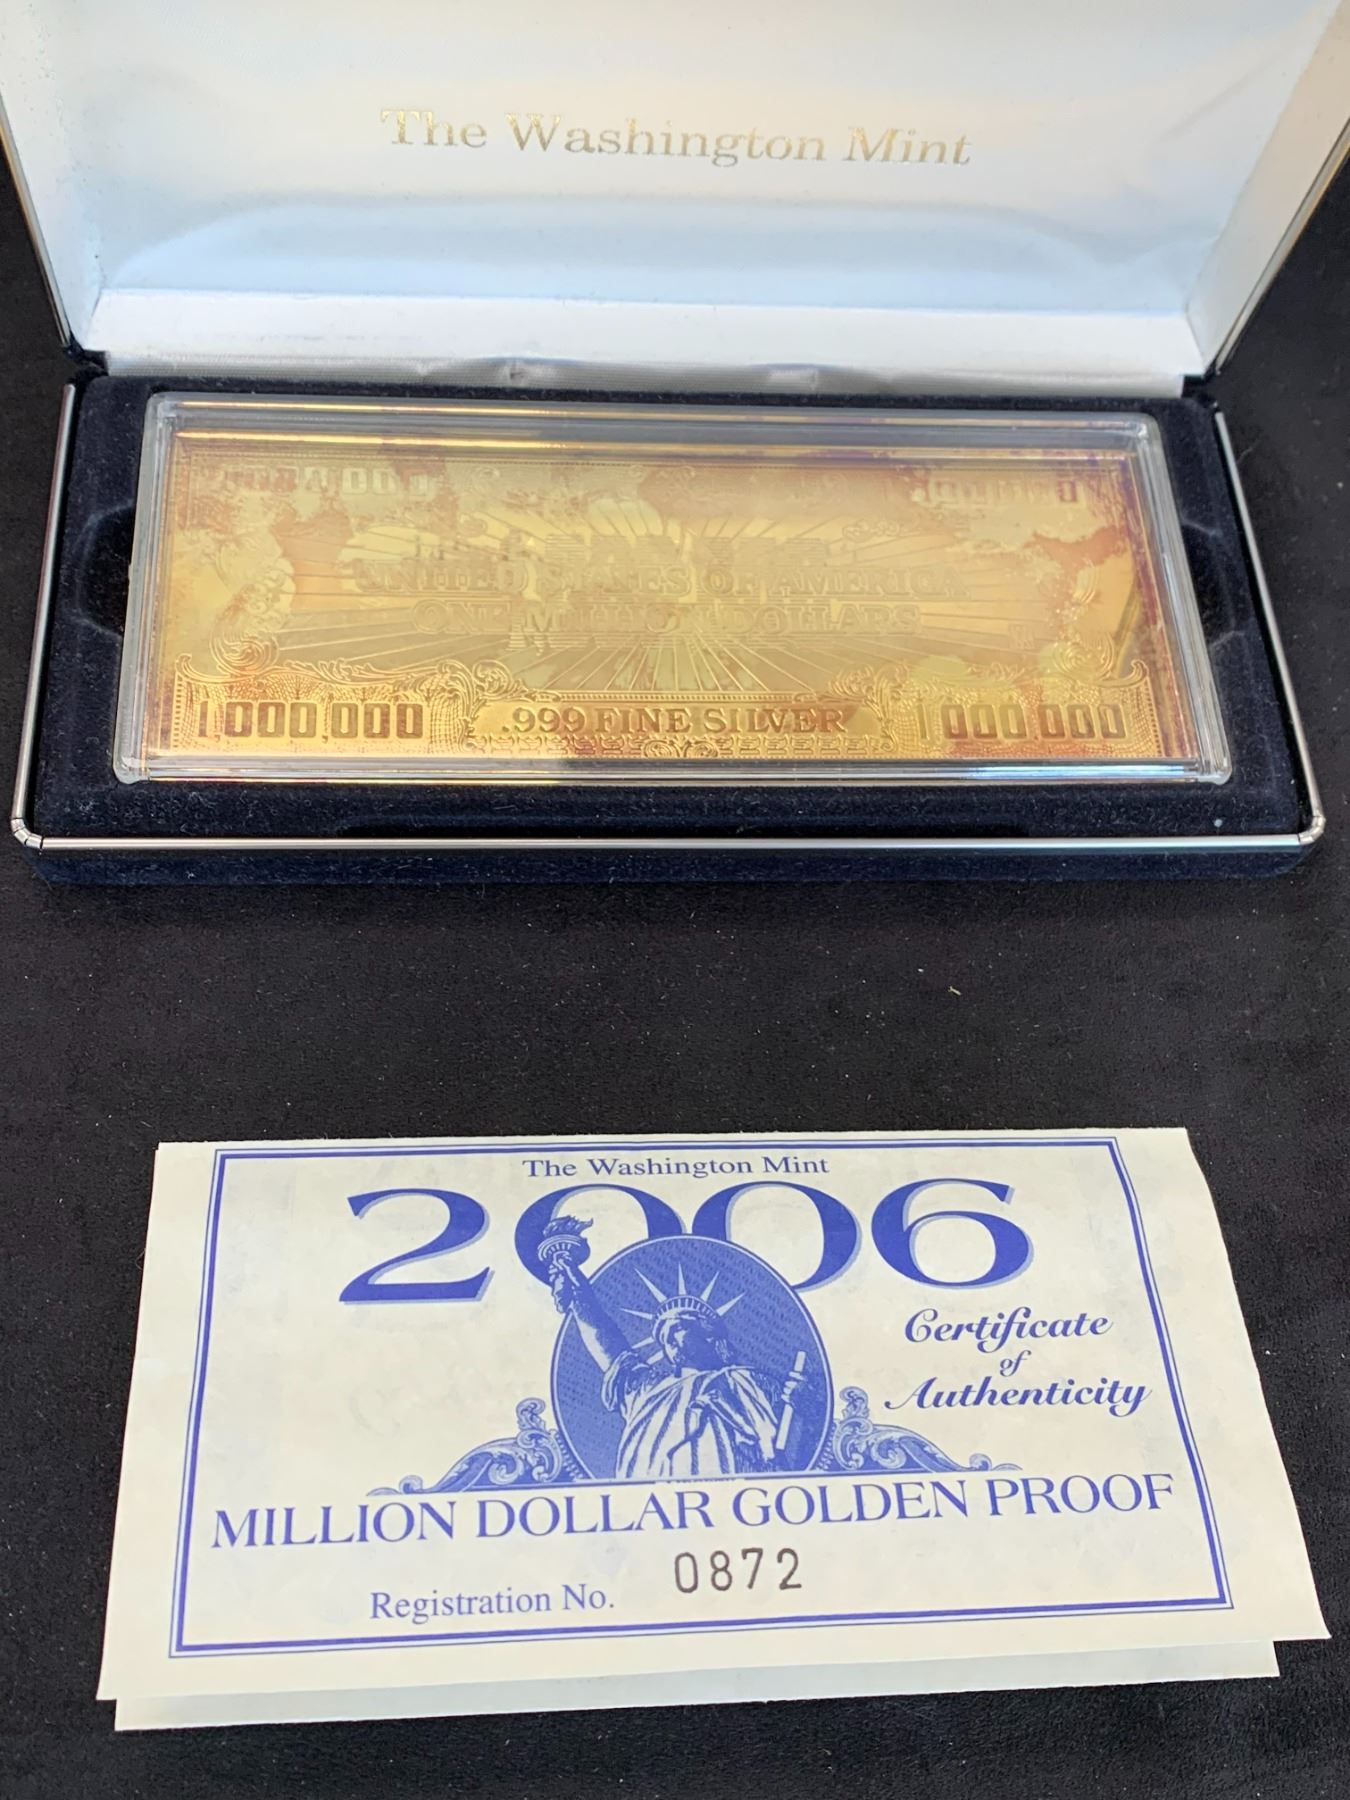 The Washington Mint
UNITED STATES OF AMERICA
ONE MILLION DOLLARS
1,000,000 .999 FINE SILVER 1,000,000
The Washington Mint
2006
Certificate
of
Authenticity
MILLION DOLLAR GOLDEN PROOF
Registration No. 0872